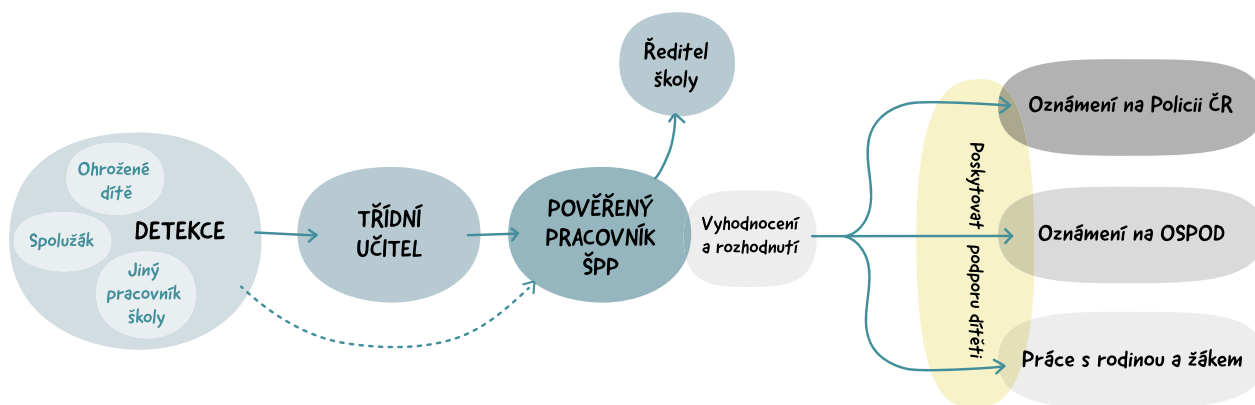 Ohrožené
dítě
Spolužák
DETEKCE
Jiný
pracovník
školy
TŘÍDNÍ
UČITEL
POVĚŘENÝ
PRACOVNÍK
ŠPP
Ředitel
školy
Vyhodnocení
a rozhodnutí
Poskytovat podporu dítěti
Oznámení na Policii ČR
Oznámení na OSPOD
Práce s rodinou a žákem